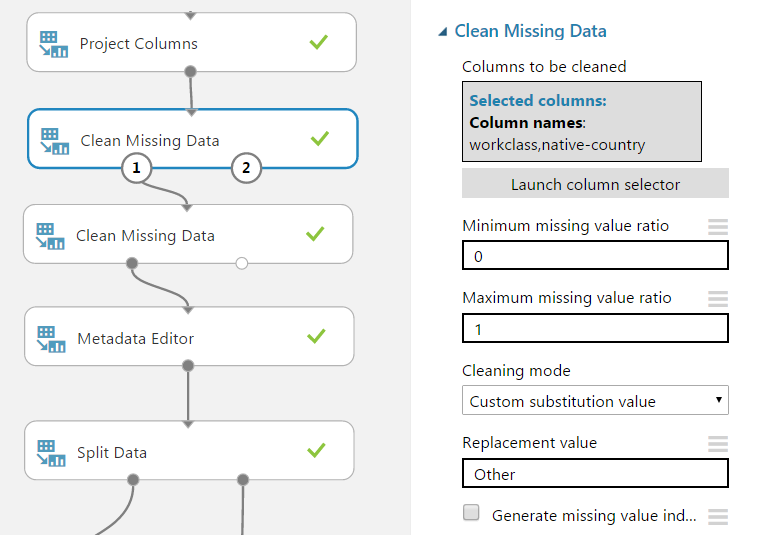 Project Columns
Clean Missing Data
1
2
Clean Missing Data
Metadata Editor
Split Data
Clean Missing Data
Columns to be cleaned
Selected columns:
Column names:
workclass,native-country
Launch column selector
Minimum missing value ratio
0
Maximum missing value ratio
1
Cleaning mode
Custom substitution value
Replacement value
Other
Generate missing value ind...